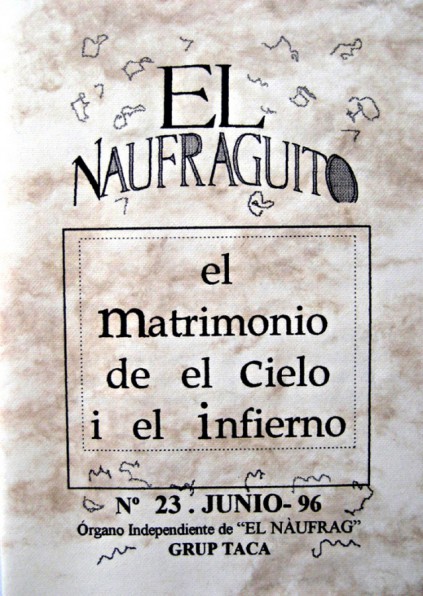 EL
NAUFRAGUITO
el
matrimonio
de el cielo
i el infierno
Nº 23 . JUNIO- 96
Órgano Independiente de “EL NÀUFRAG”
GRUP TACA